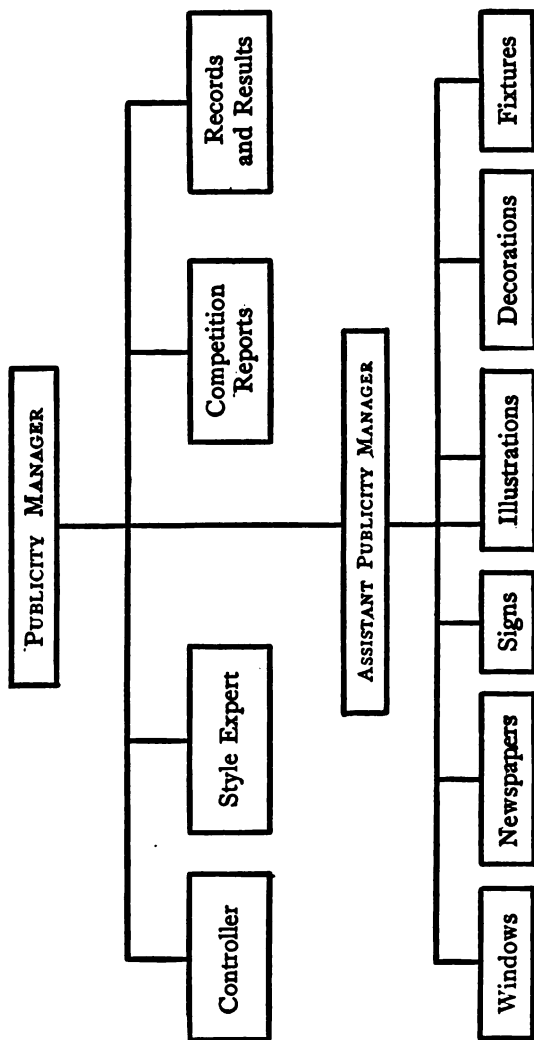 PUBLICITY MANAGER
Controller
Style Expert
Competition
Reports
Records
and Results
ASSISTANT PUBLICITY MANAGER
Windows
Newspapers
Signs
Illustrations
Decorations
Fixtures